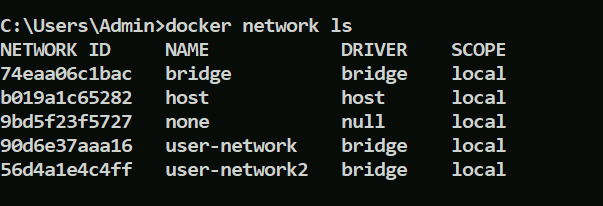 C:\Users\Admin>docker network ls
NETWORK ID     NAME            DRIVER    SCOPE
74eaa06c1bac   bridge          bridge    local
b019a1c65282   host            host      local
9bd5f23f5727   none            null      local
90d6e37aaa16   user-network    bridge    local
56d4a1e4c4ff   user-network2   bridge    local